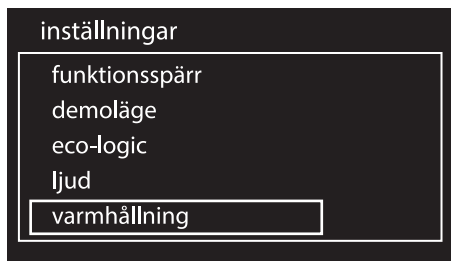 inställningar
funktionsspärr
demoläge
eco-logic
ljud
varmhållning